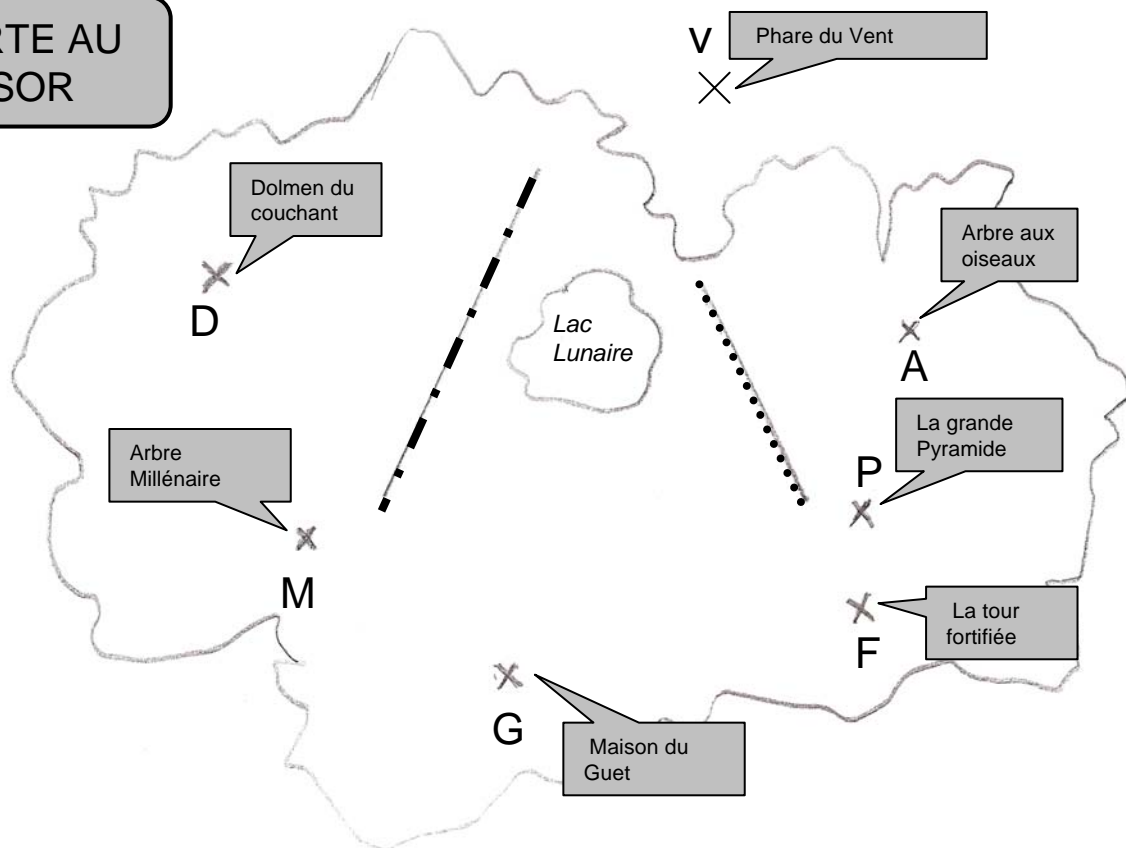 RTE AU
SOR
V
Phare du Vent
Dolmen du
couchant
D
Arbre aux
oiseaux
A
Lac
Lunaire
La grande
Pyramide
P
Arbre
Millénaire
M
La tour
fortifiée
F
G
Maison du
Guet